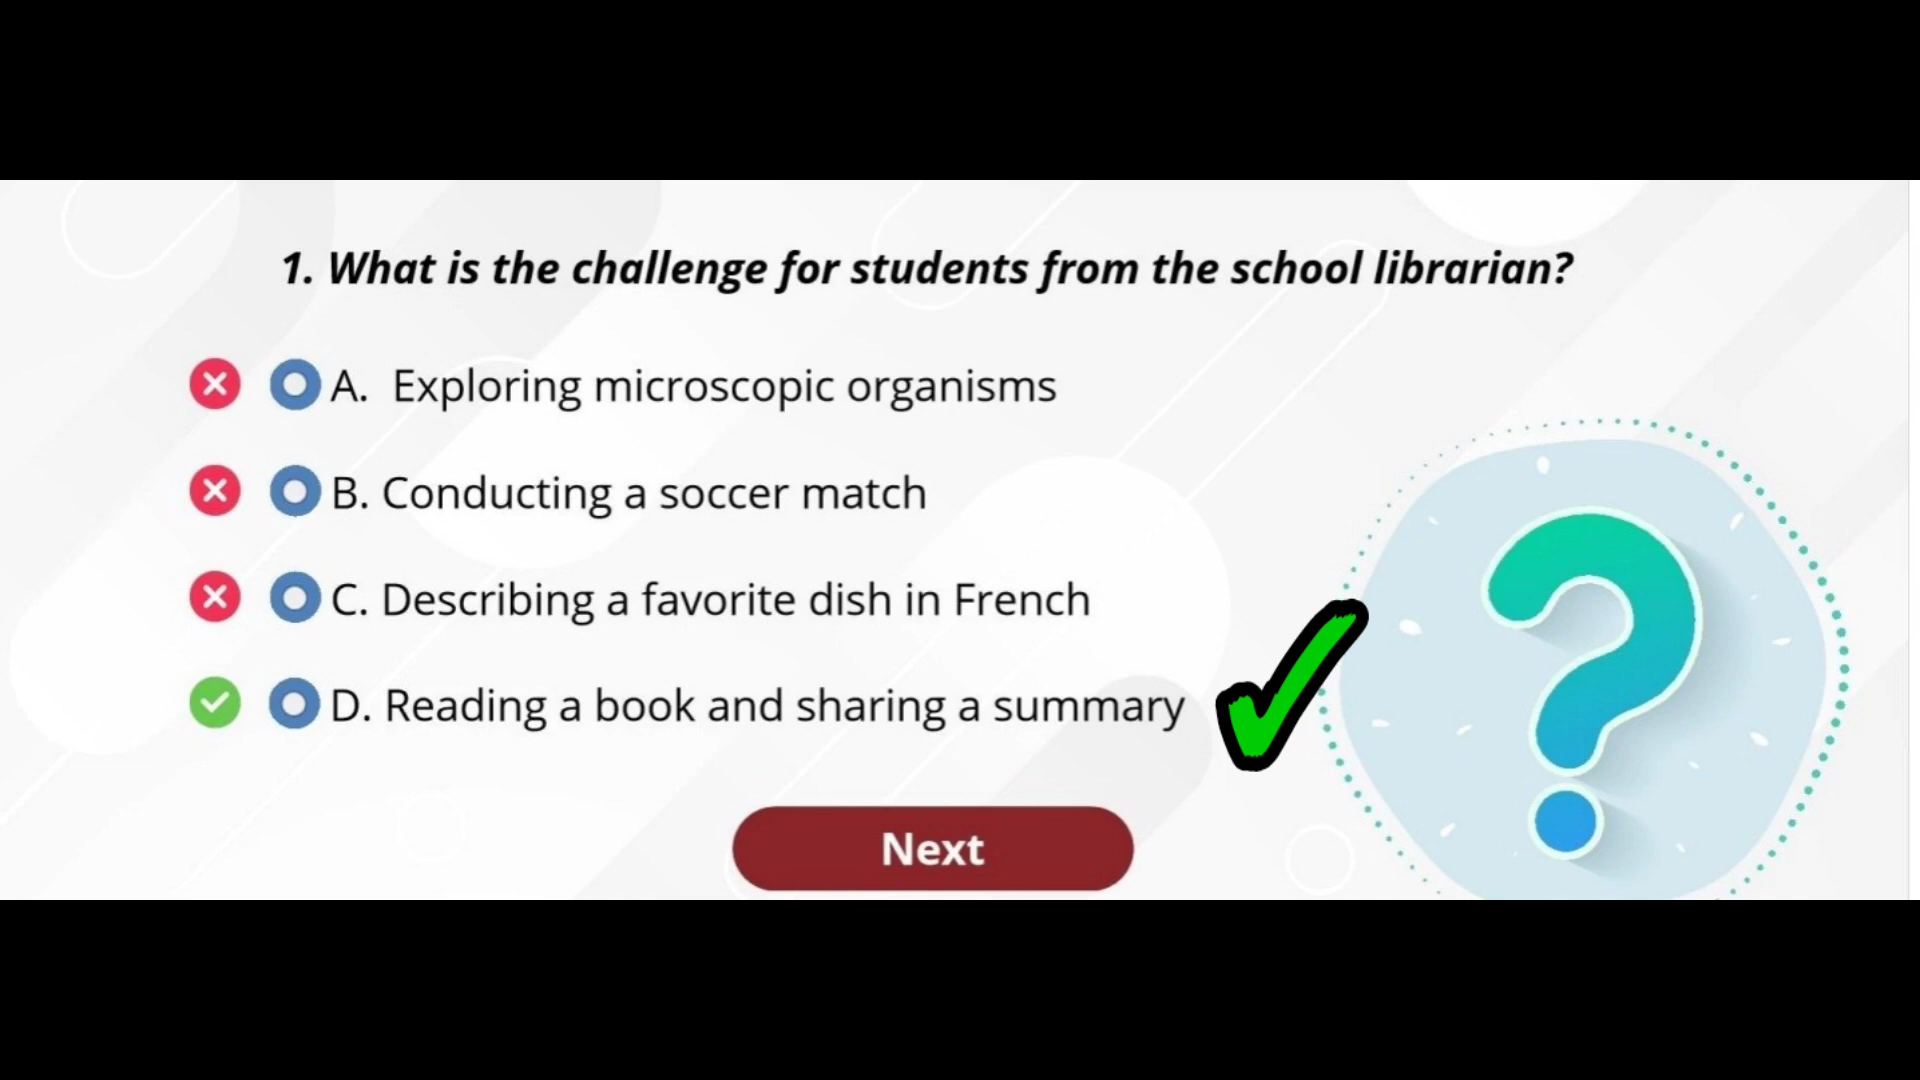 1. What is the challenge for students from the school librarian?
A. Exploring microscopic organisms
B. Conducting a soccer match
C. Describing a favorite dish in French
D. Reading a book and sharing a summary
Next